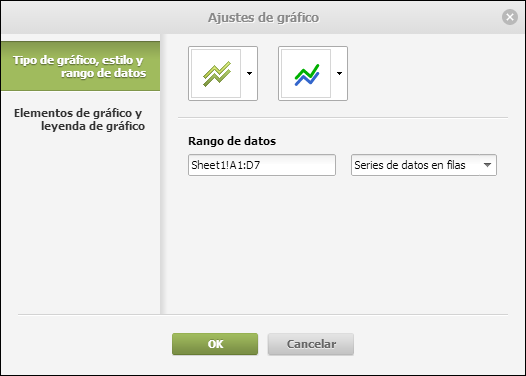 Ajustes de gráfico
Tipo de gráfico, estilo y
rango de datos
Elementos de gráfico y
leyenda de gráfico
Rango de datos
Sheet1!A1:D7
Series de datos en filas
OK
Cancelar